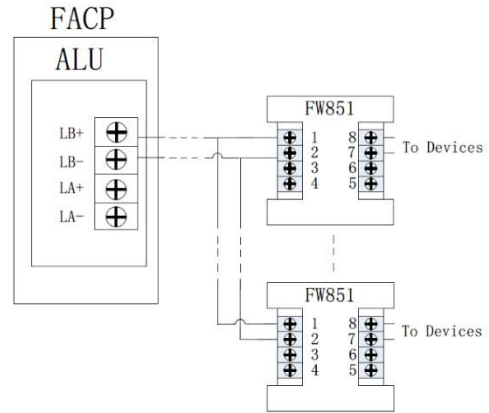 FACP
ALU
LB+
LB-
LA+
LA-
FW851
1 8
2 7
3 6
4 5
To Devices
FW851
1 8
2 7
3 6
4 5
To Devices